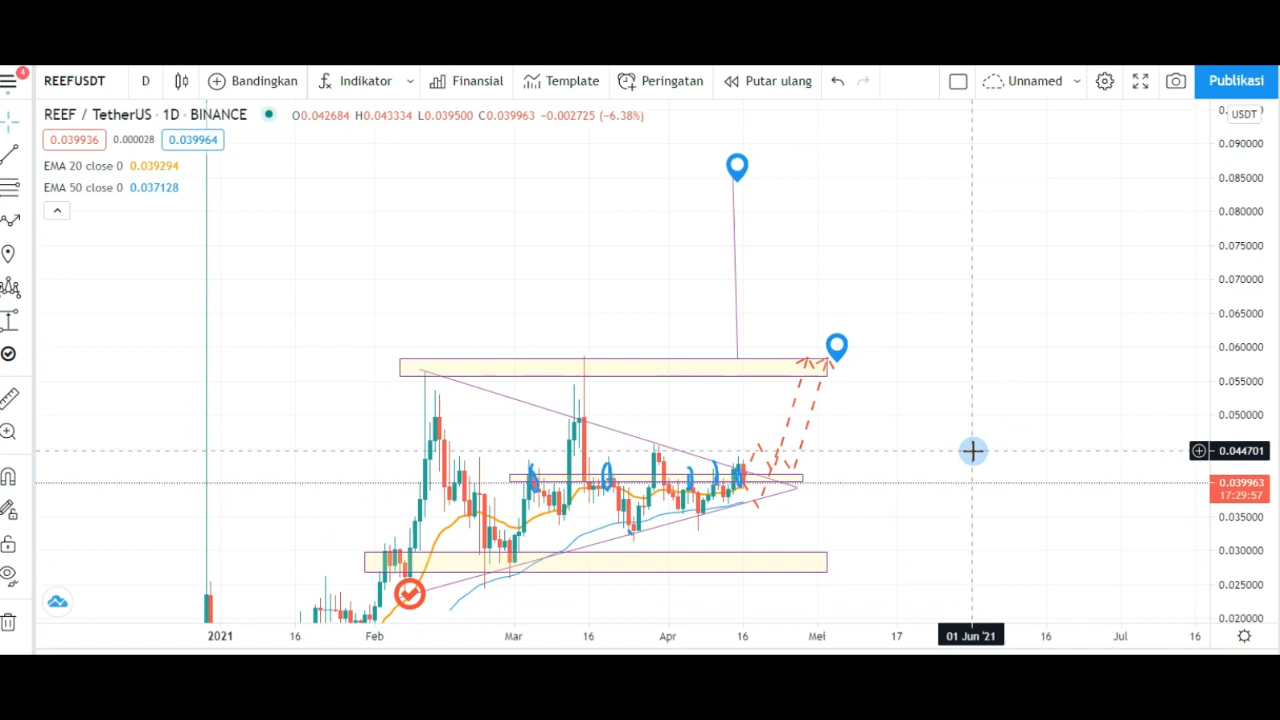 4
REEFUSDT D Bandingkan Indikator Finansial Template Peringatan Putar ulang Unnamed Publikasi
REEF / TetherUS · 1D · BINANCE O0.042684 H0.043334 L0.039500 C0.039963 −0.002725 (−6.38%)
0.039936 0.000028 0.039964
EMA 20 close 0 0.039294
EMA 50 close 0 0.037128
USDT
0.090000
0.085000
0.080000
0.075000
0.070000
0.065000
0.060000
0.055000
0.050000
0.044701
0.039963
17:29:57
0.035000
0.030000
0.025000
0.020000
2021 16 Feb Mar 16 Apr 16 Mei 17 01 Jun '21 16 Jul 16